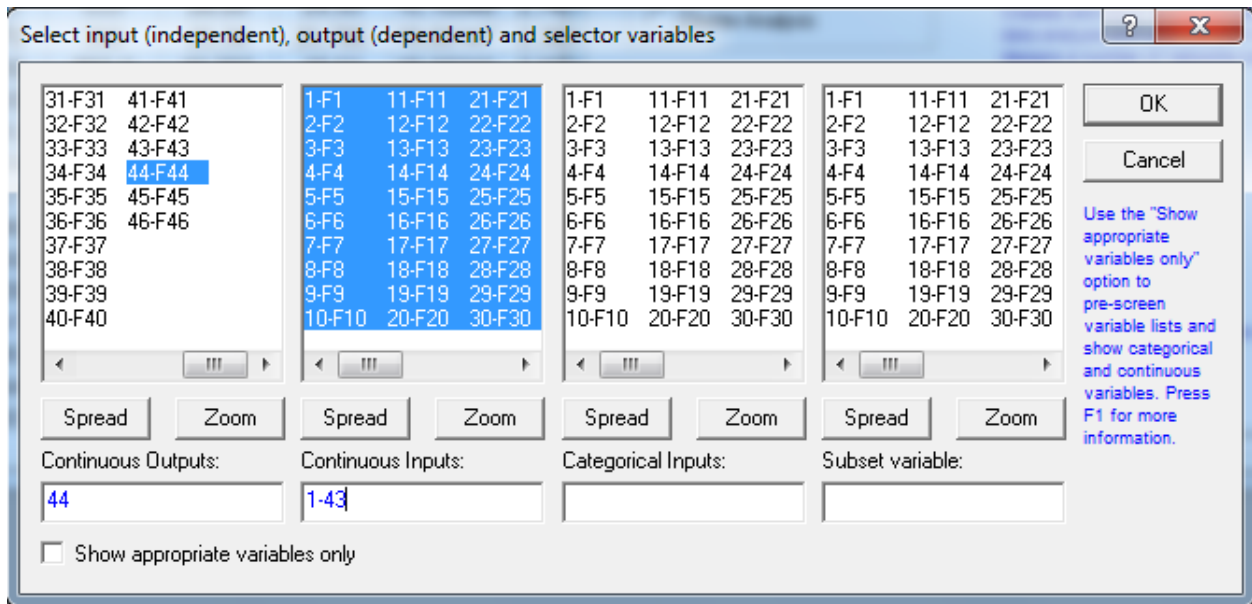 Select input (independent), output (dependent) and selector variables
31-F31 41-F41
32-F32 42-F42
33-F33 43-F43
34-F34 44-F44
35-F35 45-F45
36-F36 46-F46
37-F37
38-F38
39-F39
40-F40
1-F1 11-F11 21-F21
2-F2 12-F12 22-F22
3-F3 13-F13 23-F23
4-F4 14-F14 24-F24
5-F5 15-F15 25-F25
6-F6 16-F16 26-F26
7-F7 17-F17 27-F27
8-F8 18-F18 28-F28
9-F9 19-F19 29-F29
10-F10 20-F20 30-F30
1-F1 11-F11 21-F21
2-F2 12-F12 22-F22
3-F3 13-F13 23-F23
4-F4 14-F14 24-F24
5-F5 15-F15 25-F25
6-F6 16-F16 26-F26
7-F7 17-F17 27-F27
8-F8 18-F18 28-F28
9-F9 19-F19 29-F29
10-F10 20-F20 30-F30
1-F1 11-F11 21-F21
2-F2 12-F12 22-F22
3-F3 13-F13 23-F23
4-F4 14-F14 24-F24
5-F5 15-F15 25-F25
6-F6 16-F16 26-F26
7-F7 17-F17 27-F27
8-F8 18-F18 28-F28
9-F9 19-F19 29-F29
10-F10 20-F20 30-F30
OK
Cancel
Use the "Show
appropriate
variables only"
option to
pre-screen
variable lists and
show categorical
and continuous
variables. Press
F1 for more
information.
Spread Zoom Spread Zoom Spread Zoom Spread Zoom
Continuous Outputs: Continuous Inputs: Categorical Inputs: Subset variable:
44 1-43
Show appropriate variables only